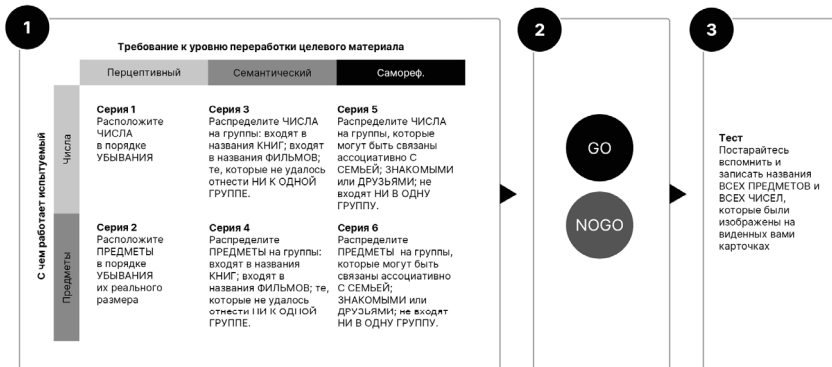 1
2
3
Требование к уровню переработки целевого материала
Перцептивный
Семантический
Самореф.
С чем работает испытуемый
Числа
Серия 1
Расположите
ЧИСЛА
в порядке
УБЫВАНИЯ
Серия 3
Распределите ЧИСЛА
на группы: входят в
названия КНИГ; входят
в названия ФИЛЬМОВ;
те, которые не удалось
отнести НИ К ОДНОЙ
ГРУППЕ.
Серия 5
Распределите ЧИСЛА
на группы, которые
могут быть связаны
ассоциативно С
СЕМЬЕЙ; ЗНАКОМЫМИ
или ДРУЗЬЯМИ; не
входят НИ В ОДНУ
ГРУППУ.
Предметы
Серия 2
Расположите
ПРЕДМЕТЫ
в порядке
УБЫВАНИЯ
их реального
размера
Серия 4
Распределите
ПРЕДМЕТЫ на группы:
входят в названия
КНИГ; входят в
названия ФИЛЬМОВ; те,
которые не удалось
отнести НИ К ОДНОЙ
ГРУППЕ.
Серия 6
Распределите
ПРЕДМЕТЫ на группы,
которые могут быть
связаны ассоциативно
С СЕМЬЕЙ;
ЗНАКОМЫМИ или
ДРУЗЬЯМИ; не входят
НИ В ОДНУ ГРУППУ.
GO
NOGO
Тест
Постарайтесь
вспомнить и
записать названия
ВСЕХ ПРЕДМЕТОВ и
ВСЕХ ЧИСЕЛ,
которые были
изображены на
виденных вами
карточках